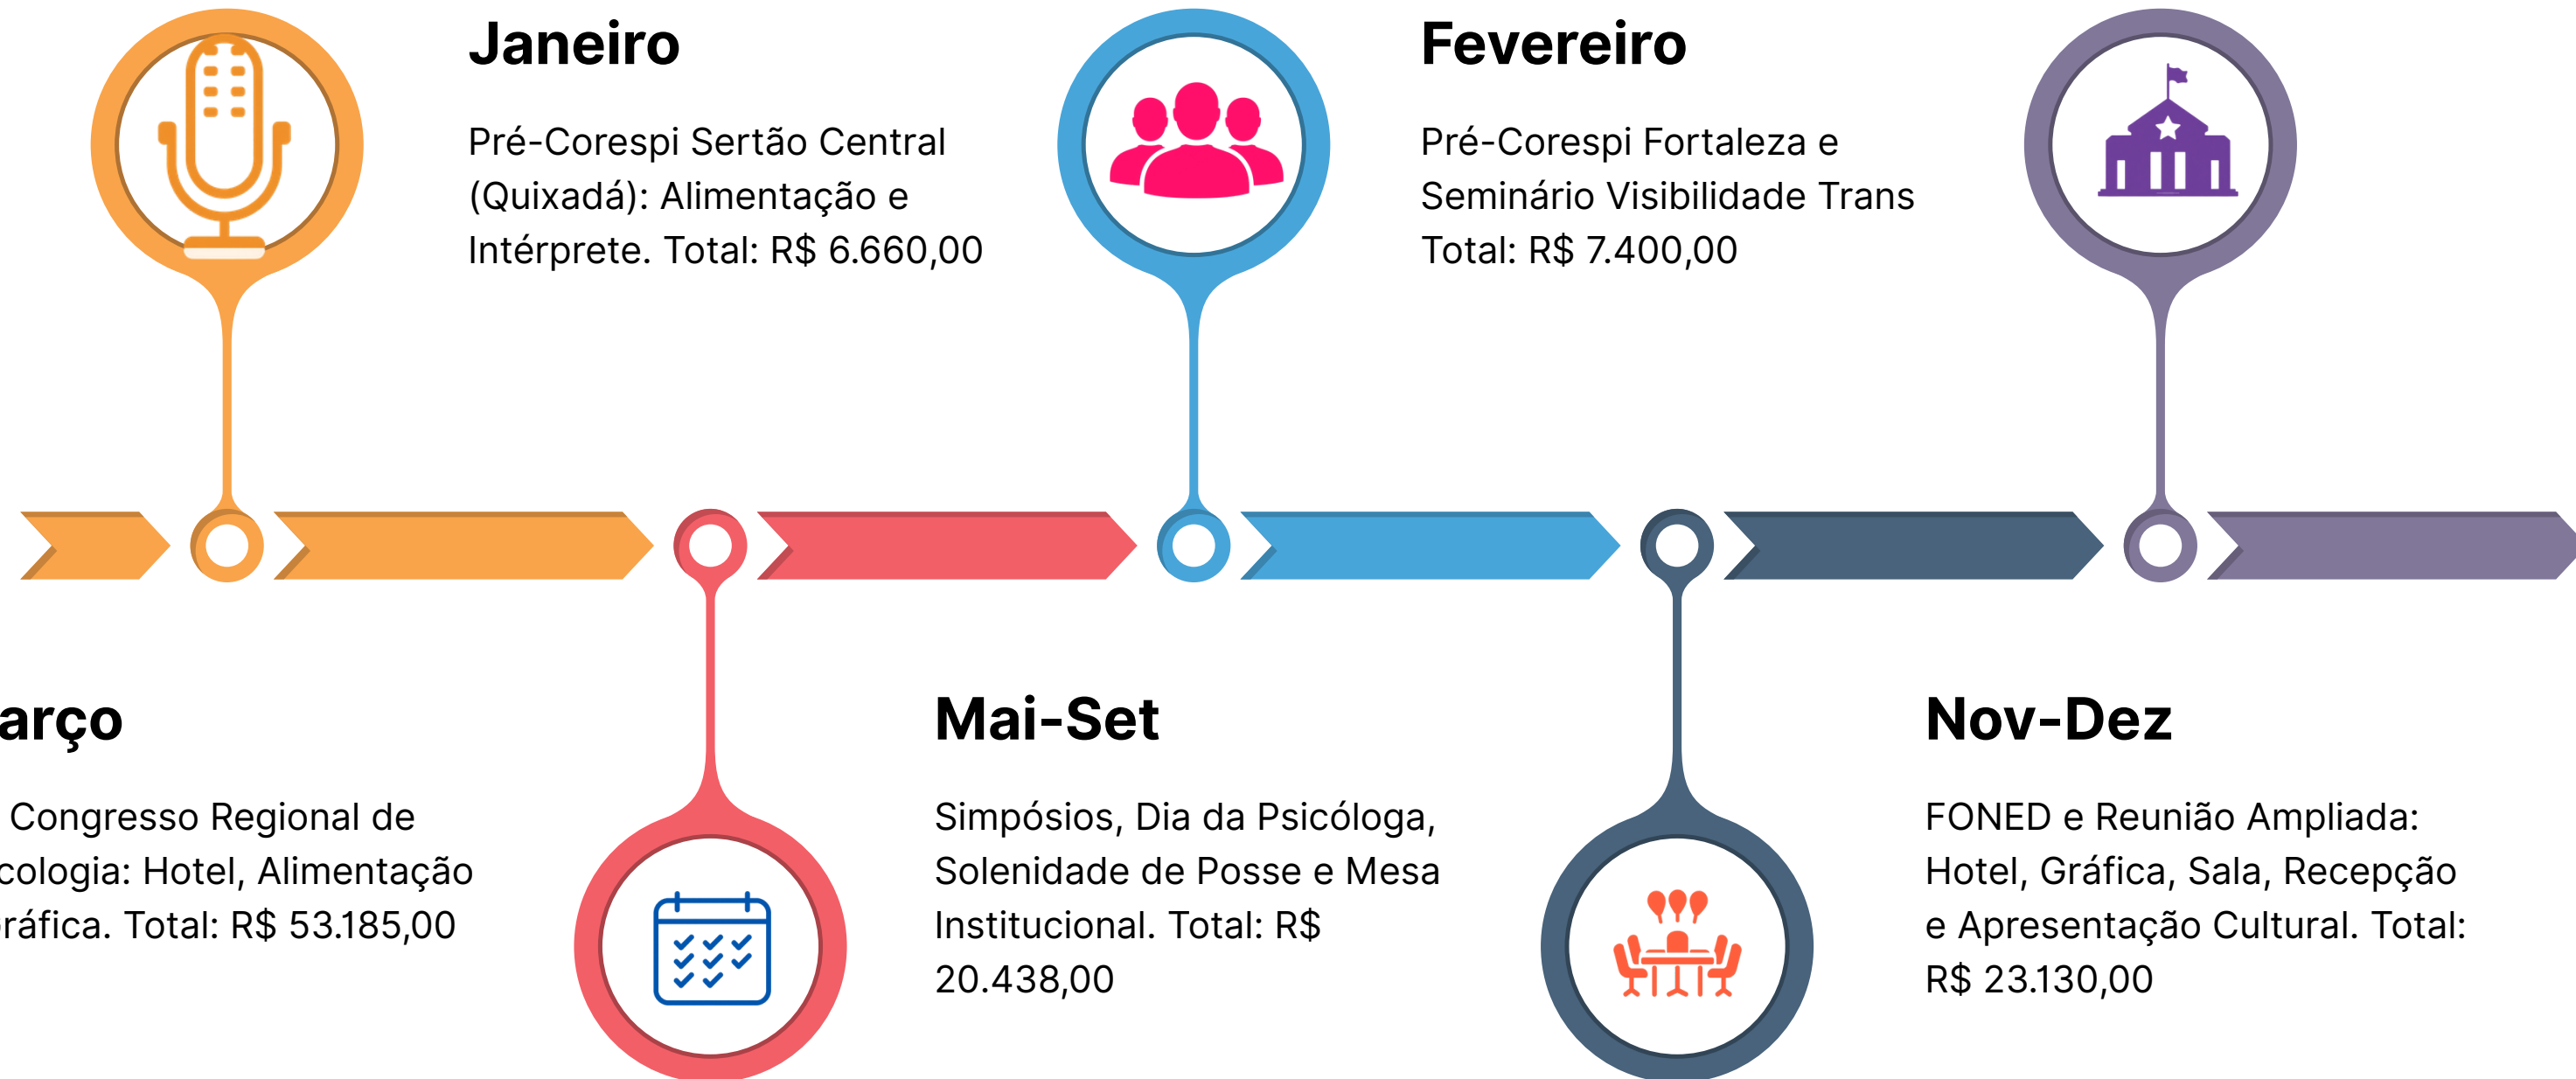 Janeiro
Pré-Corespi Sertão Central
(Quixadá): Alimentação e
Intérprete. Total: R$ 6.660,00
Fevereiro
Pré-Corespi Fortaleza e
Seminário Visibilidade Trans
Total: R$ 7.400,00
arço
Congresso Regional de
cologia: Hotel, Alimentação
ráfica. Total: R$ 53.185,00
Mai-Set
Simpósios, Dia da Psicóloga,
Solenidade de Posse e Mesa
Institucional. Total: R$
20.438,00
Nov-Dez
FONED e Reunião Ampliada:
Hotel, Gráfica, Sala, Recepção
e Apresentação Cultural. Total:
R$ 23.130,00